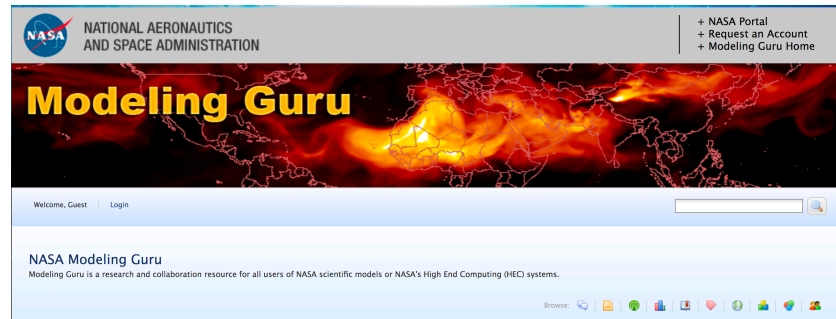 NASA
NATIONAL AERONAUTICS
AND SPACE ADMINISTRATION
+ NASA Portal
+ Request an Account
+ Modeling Guru Home
Modeling Guru
Welcome, Guest Login
NASA Modeling Guru
Modeling Guru is a research and collaboration resource for all users of NASA scientific models or NASA's High End Computing (HEC) systems.
Browse: